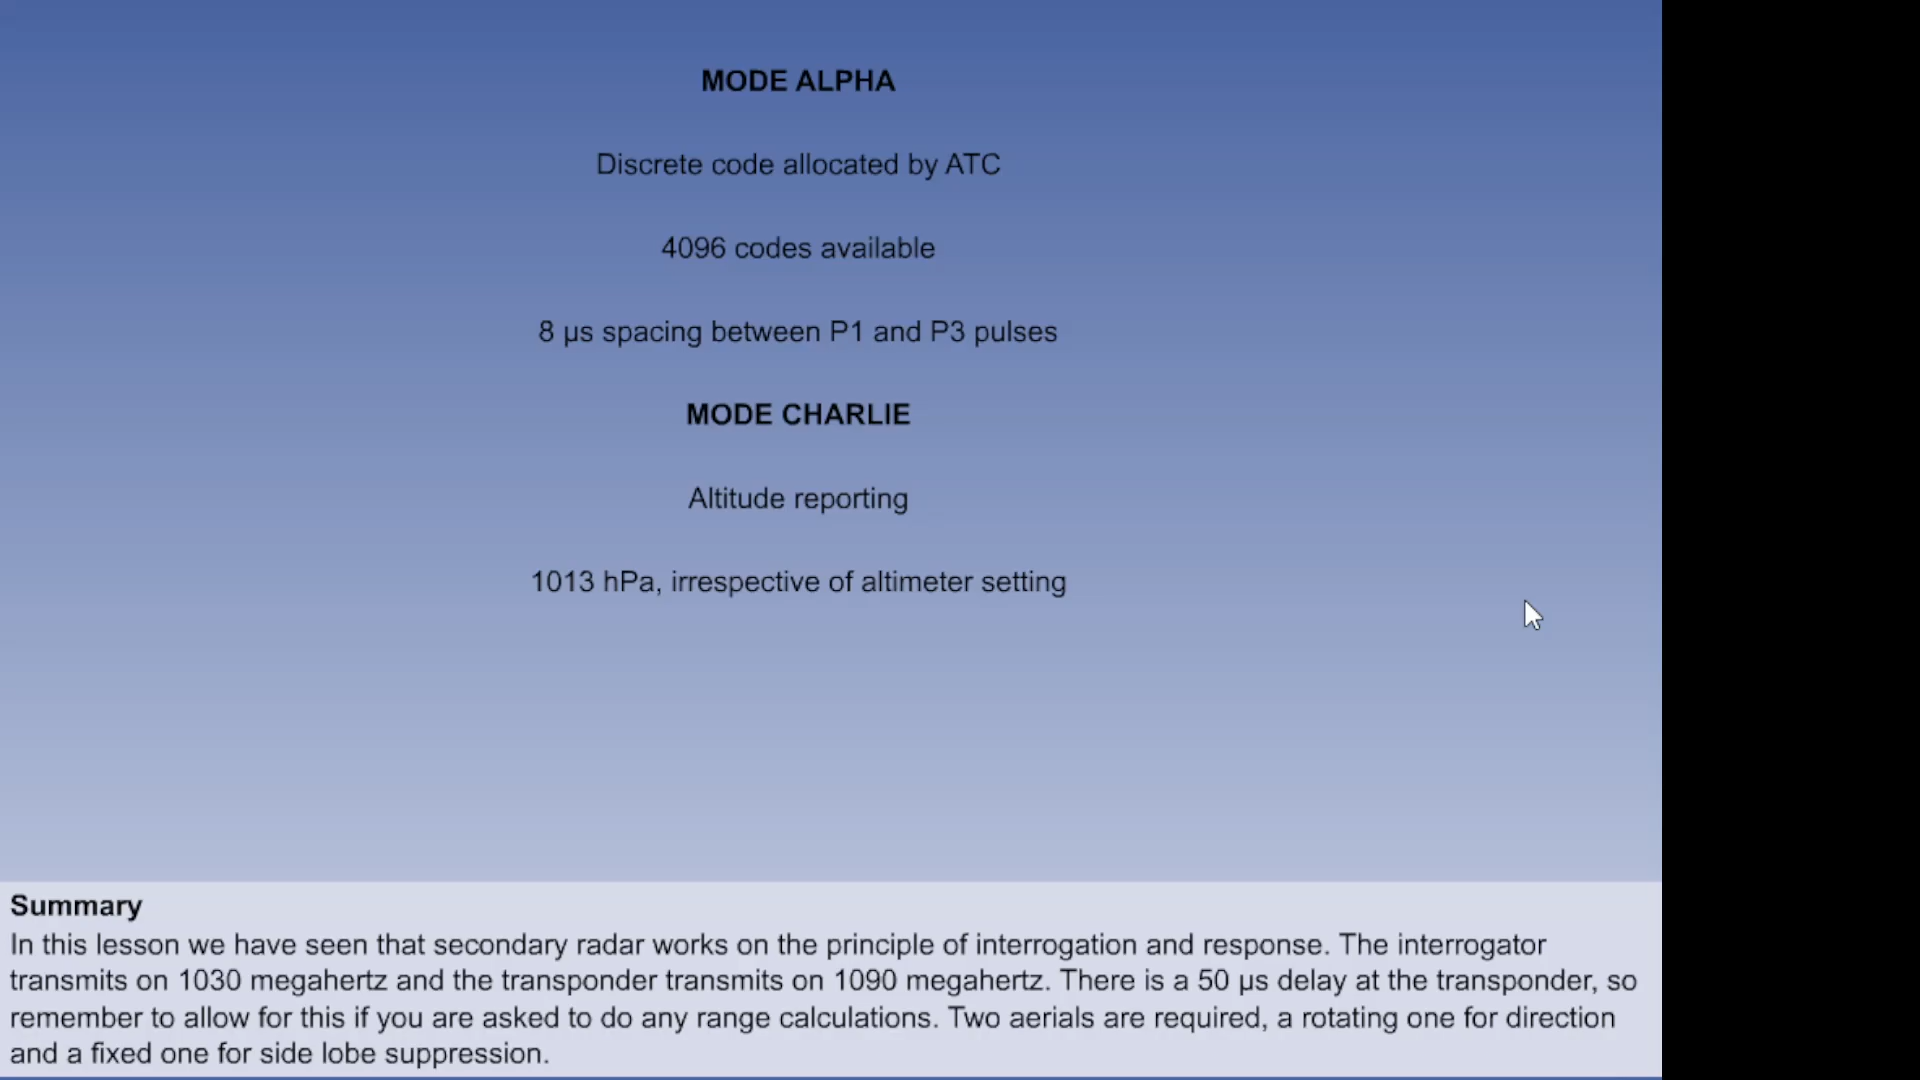 MODE ALPHA
Discrete code allocated by ATC
4096 codes available
8 µs spacing between P1 and P3 pulses
MODE CHARLIE
Altitude reporting
1013 hPa, irrespective of altimeter setting
Summary
In this lesson we have seen that secondary radar works on the principle of interrogation and response. The interrogator
transmits on 1030 megahertz and the transponder transmits on 1090 megahertz. There is a 50 µs delay at the transponder, so
remember to allow for this if you are asked to do any range calculations. Two aerials are required, a rotating one for direction
and a fixed one for side lobe suppression.